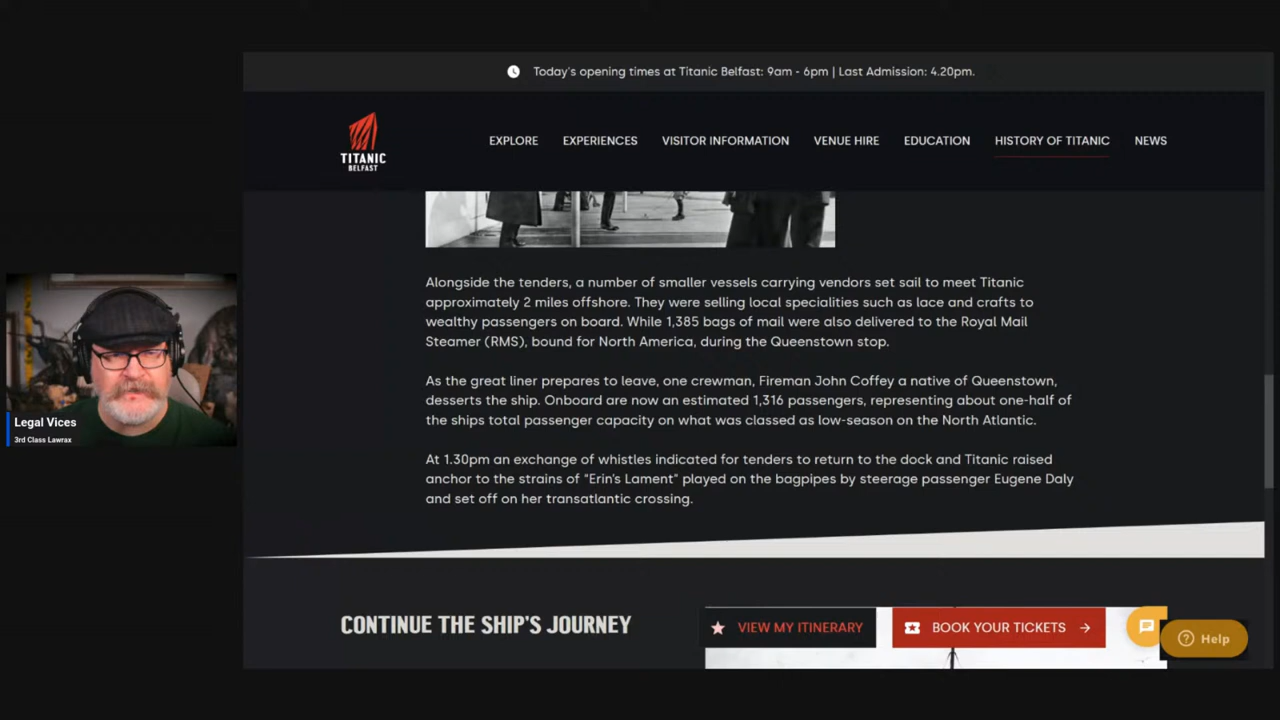 Today's opening times at Titanic Belfast: 9am - 6pm | Last Admission: 4.20pm.
TITANIC
BELFAST
EXPLORE
EXPERIENCES
VISITOR INFORMATION
VENUE HIRE
EDUCATION
HISTORY OF TITANIC
NEWS
Alongside the tenders, a number of smaller vessels carrying vendors set sail to meet Titanic
approximately 2 miles offshore. They were selling local specialities such as lace and crafts to
wealthy passengers on board. While 1,385 bags of mail were also delivered to the Royal Mail
Steamer (RMS), bound for North America, during the Queenstown stop.
As the great liner prepares to leave, one crewman, Fireman John Coffey a native of Queenstown,
desserts the ship. Onboard are now an estimated 1,316 passengers, representing about one-half of
the ships total passenger capacity on what was classed as low-season on the North Atlantic.
At 1.30pm an exchange of whistles indicated for tenders to return to the dock and Titanic raised
anchor to the strains of "Erin's Lament" played on the bagpipes by steerage passenger Eugene Daly
and set off on her transatlantic crossing.
Legal Vices
3rd Class Lawrax
CONTINUE THE SHIP'S JOURNEY
VIEW MY ITINERARY
BOOK YOUR TICKETS
Help